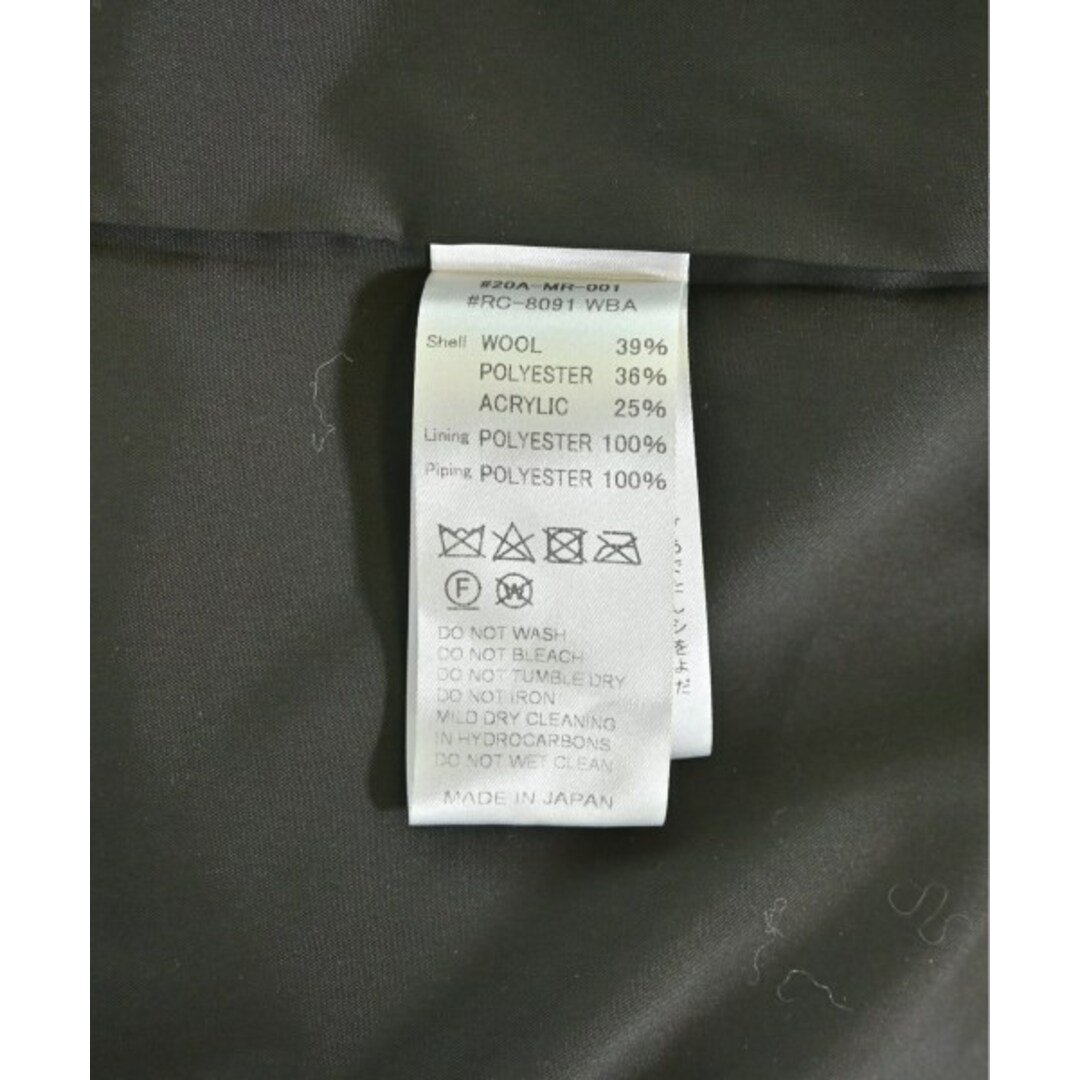 #20A-MR-001
#RC-8091 WBA
Shell WOOL 39%
POLYESTER 36%
ACRYLIC 25%
Lining POLYESTER 100%
Piping POLYESTER 100%
F W
DO NOT WASH
DO NOT BLEACH
DO NOT TUMBLE DRY
DO NOT IRON
MILD DRY CLEANING
IN HYDROCARBONS
DO NOT WET CLEAN
MADE IN JAPAN